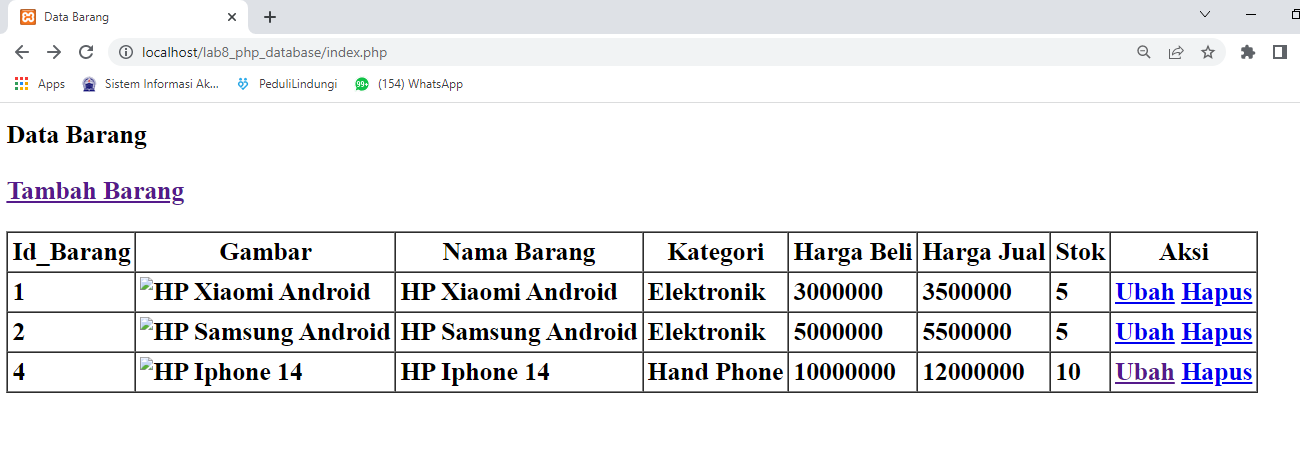 Data Barang
localhost/lab8_php_database/index.php
Apps Sistem Informasi Ak... PeduliLindungi 99+ (154) WhatsApp
Data Barang
Tambah Barang
Id_Barang Gambar Nama Barang Kategori Harga Beli Harga Jual Stok Aksi
1 HP Xiaomi Android HP Xiaomi Android Elektronik 3000000 3500000 5 Ubah Hapus
2 HP Samsung Android HP Samsung Android Elektronik 5000000 5500000 5 Ubah Hapus
4 HP Iphone 14 HP Iphone 14 Hand Phone 10000000 12000000 10 Ubah Hapus